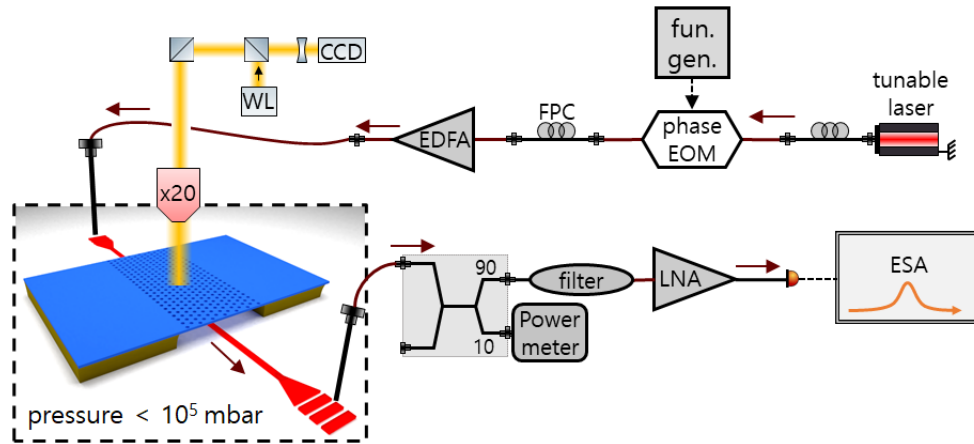 CCD
WL
fun.
gen.
tunable
laser
FPC
phase
EOM
EDFA
x20
90
filter
LNA
ESA
Power
meter
10
pressure < 10⁵ mbar